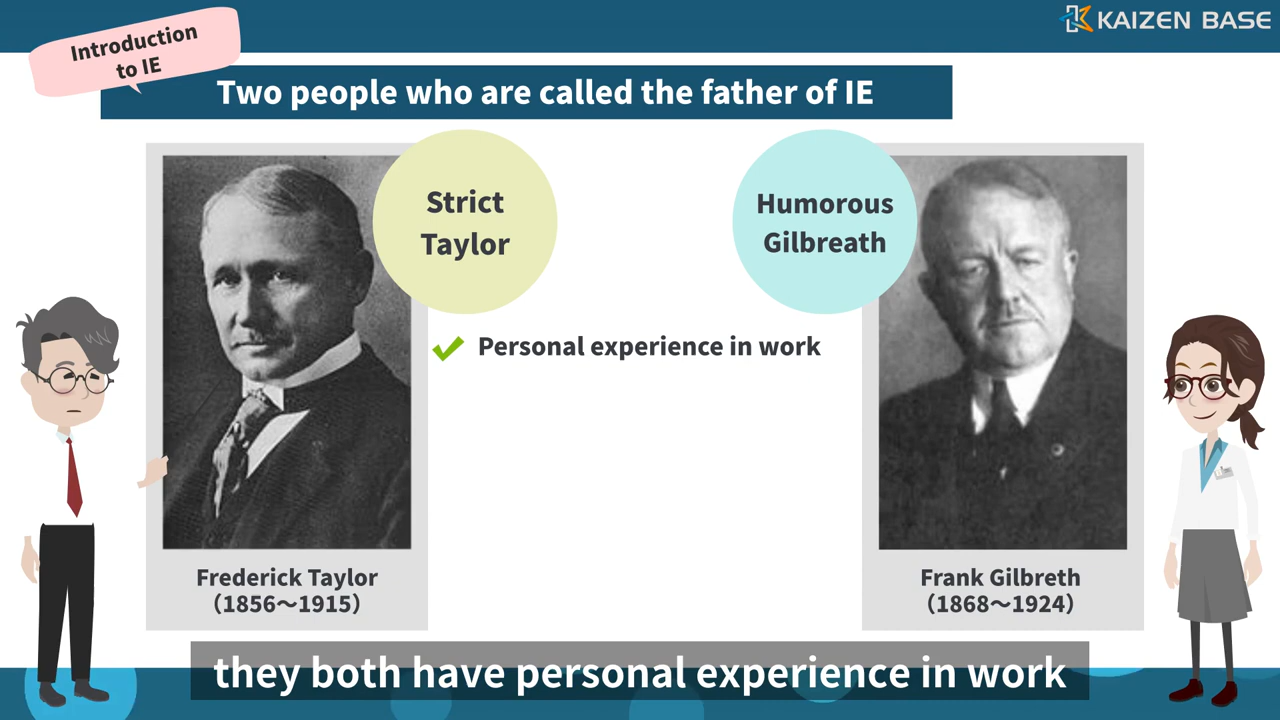 Introduction
to IE
KAIZEN BASE
Two people who are called the father of IE
Strict
Taylor
Humorous
Gilbreath
Personal experience in work
Frederick Taylor
（1856～1915）
Frank Gilbreth
（1868～1924）
they both have personal experience in work